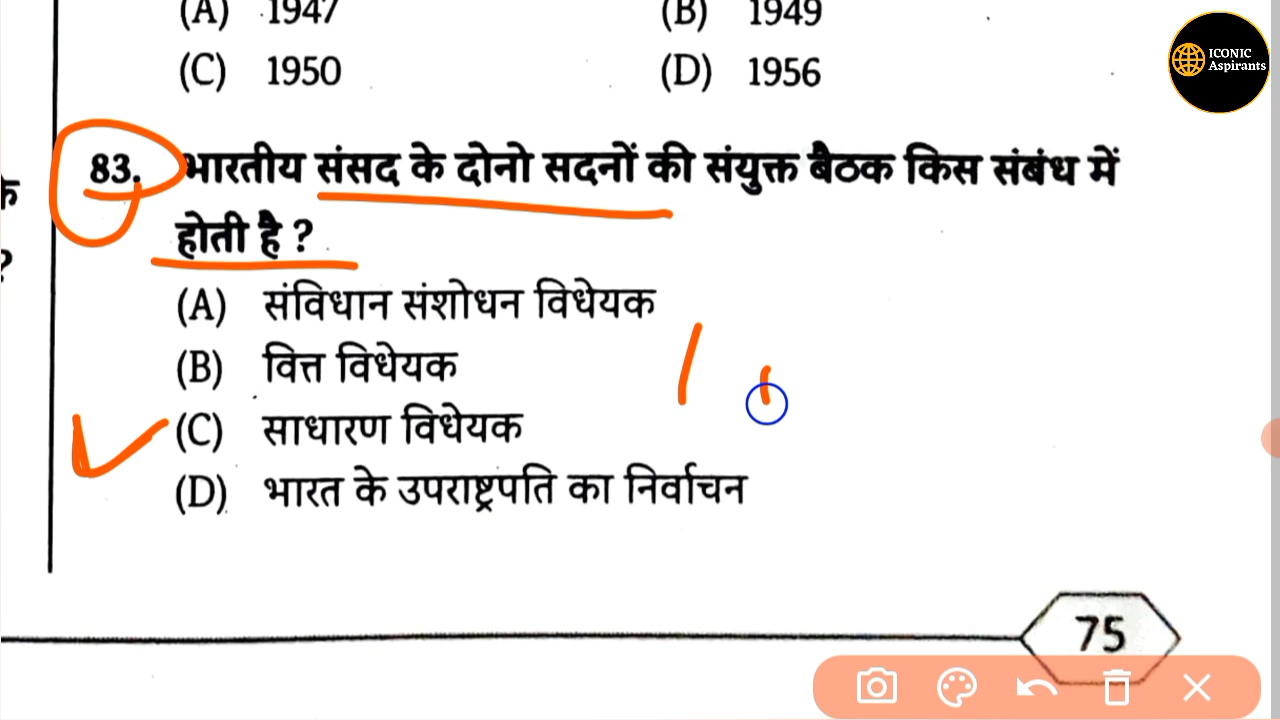 (A) 1947 (B) 1949
(C) 1950 (D) 1956
ICONIC
Aspirants
83. भारतीय संसद के दोनो सदनों की संयुक्त बैठक किस संबंध में
होती है ?
(A) संविधान संशोधन विधेयक
(B) वित्त विधेयक
(C) साधारण विधेयक
(D) भारत के उपराष्ट्रपति का निर्वाचन
75